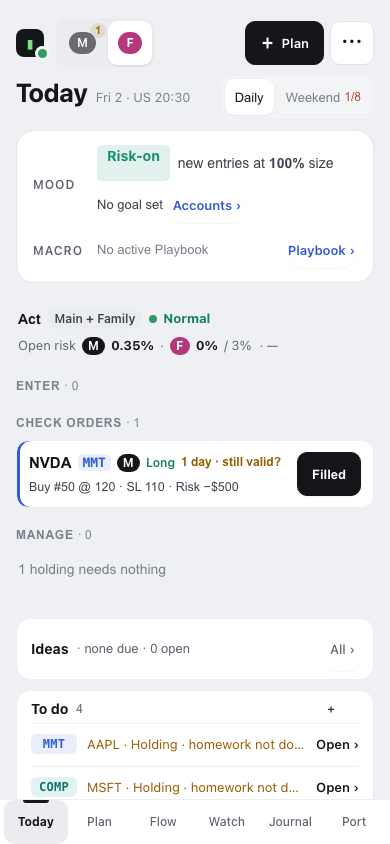 M 1 F + Plan ...
Today Fri 2 · US 20:30 Daily Weekend 1/8
MOOD Risk-on new entries at 100% size
No goal set Accounts ›
MACRO No active Playbook Playbook ›
Act Main + Family Normal
Open risk M 0.35% · F 0% / 3% · —
ENTER · 0
CHECK ORDERS · 1
NVDA MMT M Long 1 day · still valid? Filled
Buy #50 @ 120 · SL 110 · Risk −$500
MANAGE · 0
1 holding needs nothing
Ideas · none due · 0 open All ›
To do 4 +
MMT AAPL · Holding · homework not do... Open ›
COMP MSFT · Holding · homework not d... Open ›
Today Plan Flow Watch Journal Port